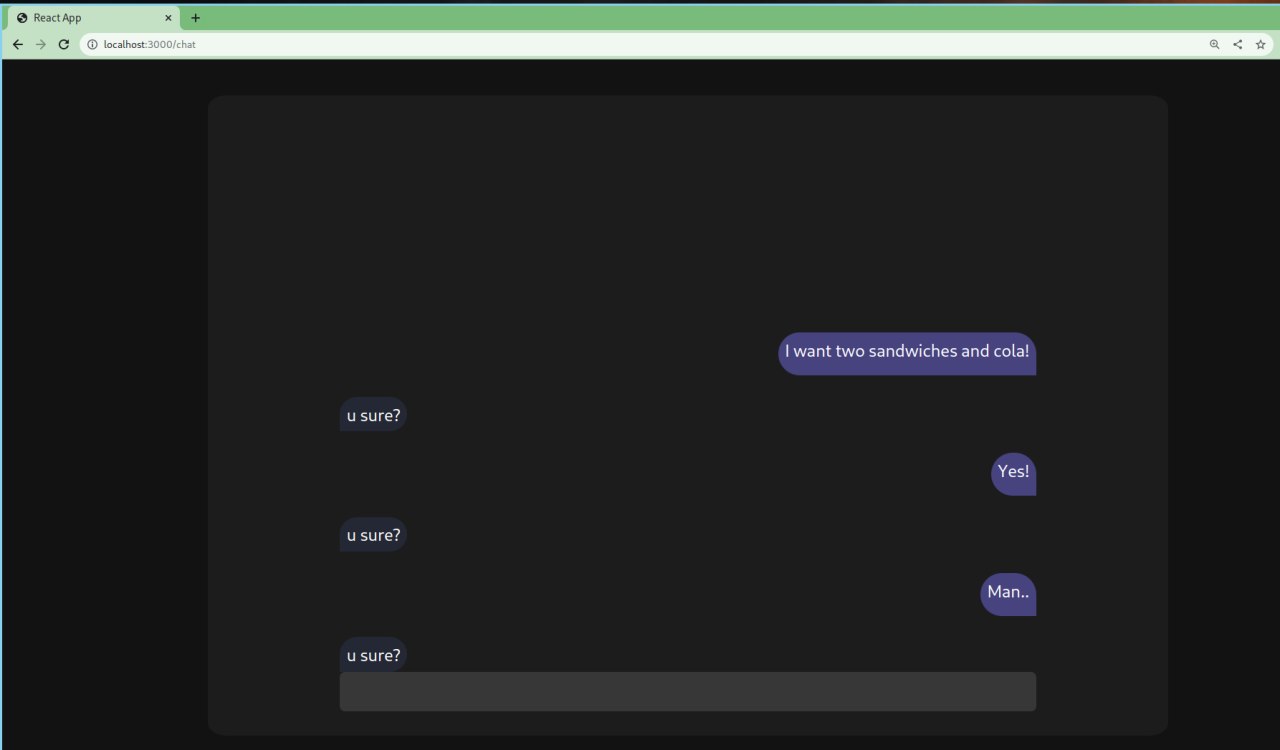 React App
localhost:3000/chat
I want two sandwiches and cola!
u sure?
Yes!
u sure?
Man..
u sure?